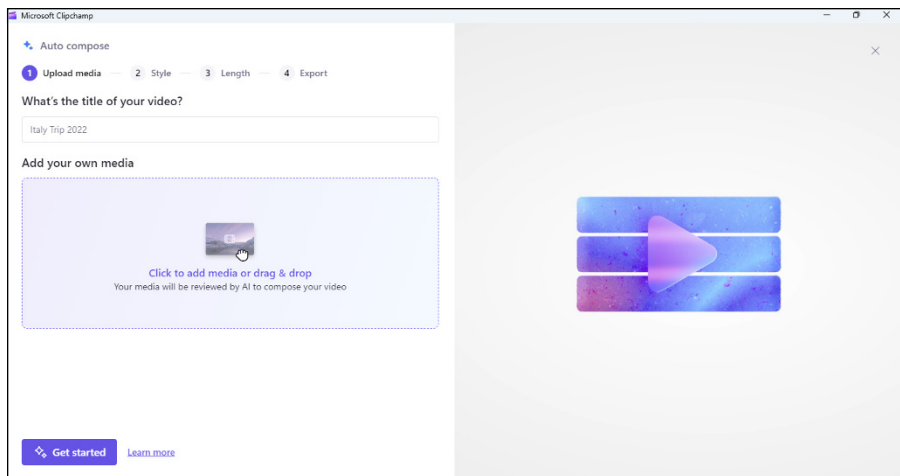 Microsoft Clipchamp
Auto compose
1 Upload media — 2 Style — 3 Length — 4 Export
What's the title of your video?
Italy Trip 2022
Add your own media
Click to add media or drag & drop
Your media will be reviewed by AI to compose your video
Get started Learn more